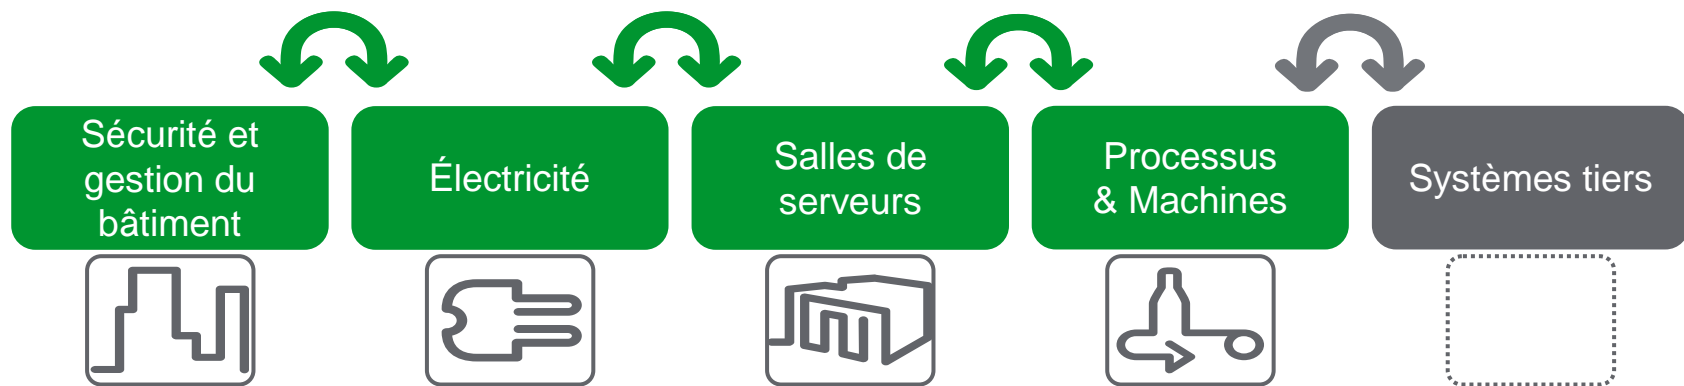 Sécurité et
gestion du
bâtiment
Électricité
Salles de
serveurs
Processus
& Machines
Systèmes tiers